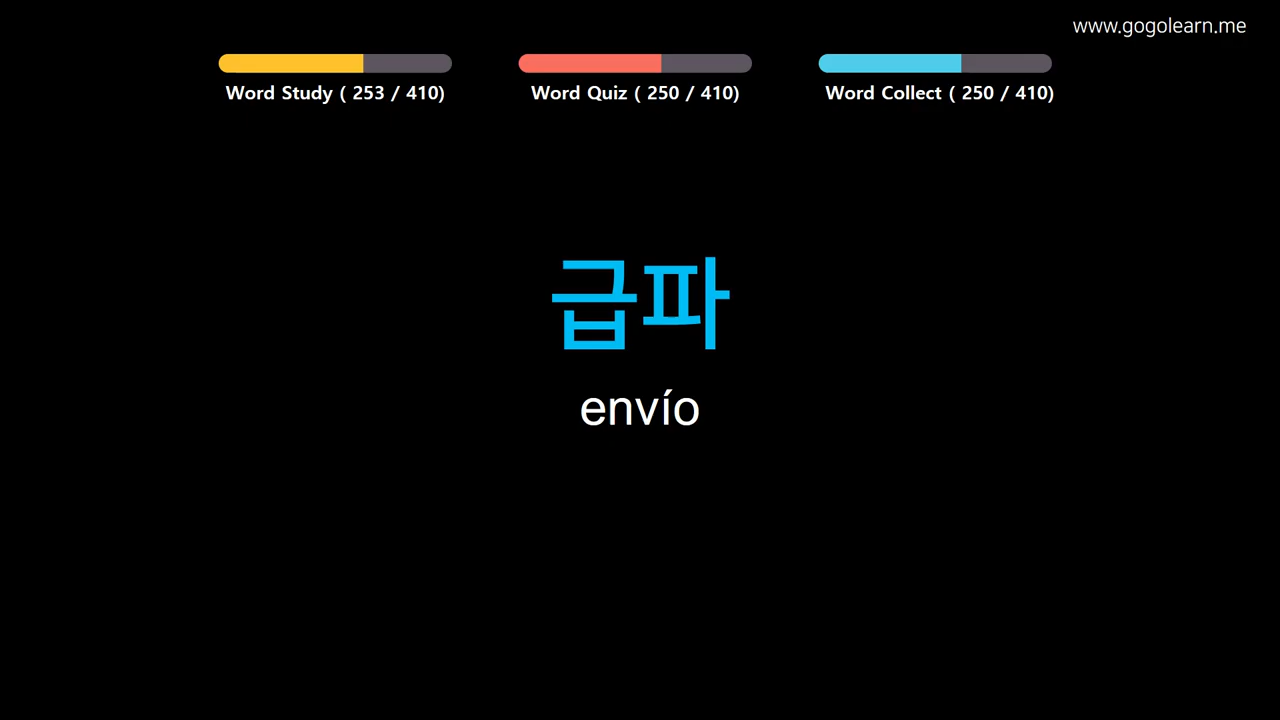 www.gogolearn.me
Word Study ( 253 / 410)
Word Quiz ( 250 / 410)
Word Collect ( 250 / 410)
급파
envío